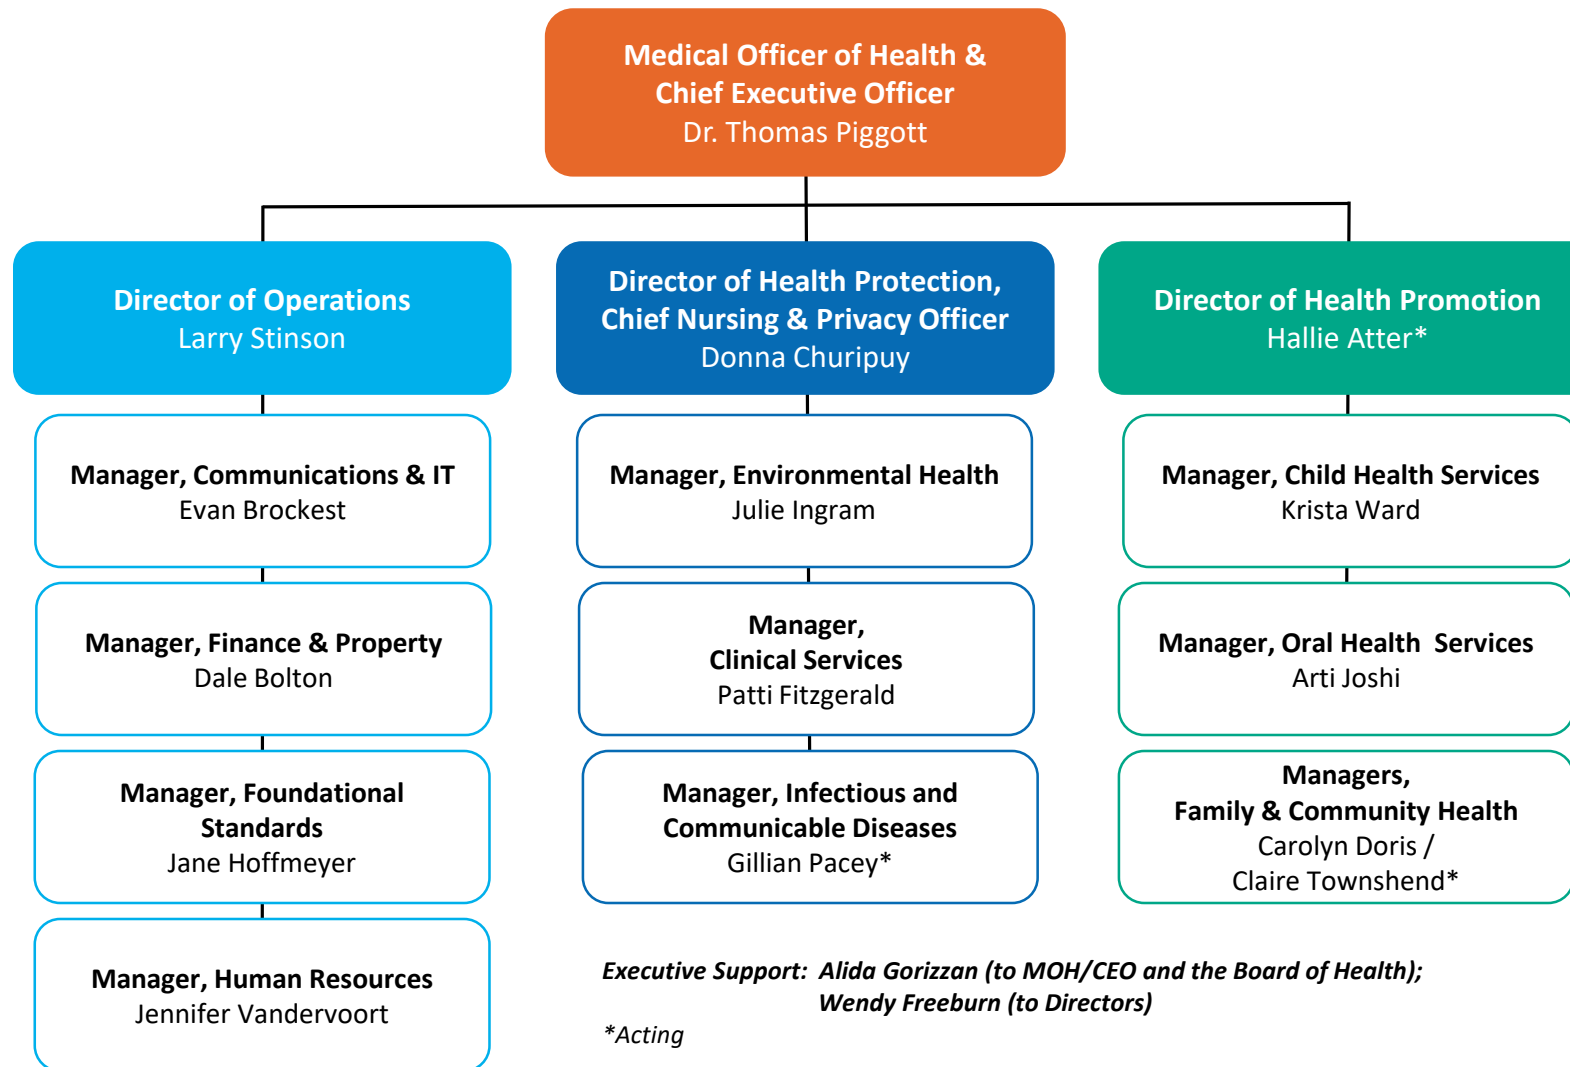 Medical Officer of Health &
Chief Executive Officer
Dr. Thomas Piggott
Director of Operations
Larry Stinson
Director of Health Protection,
Chief Nursing & Privacy Officer
Donna Churipuy
Director of Health Promotion
Hallie Atter*
Manager, Communications & IT
Evan Brockest
Manager, Finance & Property
Dale Bolton
Manager, Foundational
Standards
Jane Hoffmeyer
Manager, Human Resources
Jennifer Vandervoort
Manager, Environmental Health
Julie Ingram
Manager,
Clinical Services
Patti Fitzgerald
Manager, Infectious and
Communicable Diseases
Gillian Pacey*
Manager, Child Health Services
Krista Ward
Manager, Oral Health  Services
Arti Joshi
Managers,
Family & Community Health
Carolyn Doris /
Claire Townshend*
Executive Support:  Alida Gorizzan (to MOH/CEO and the Board of Health);
Wendy Freeburn (to Directors)
*Acting